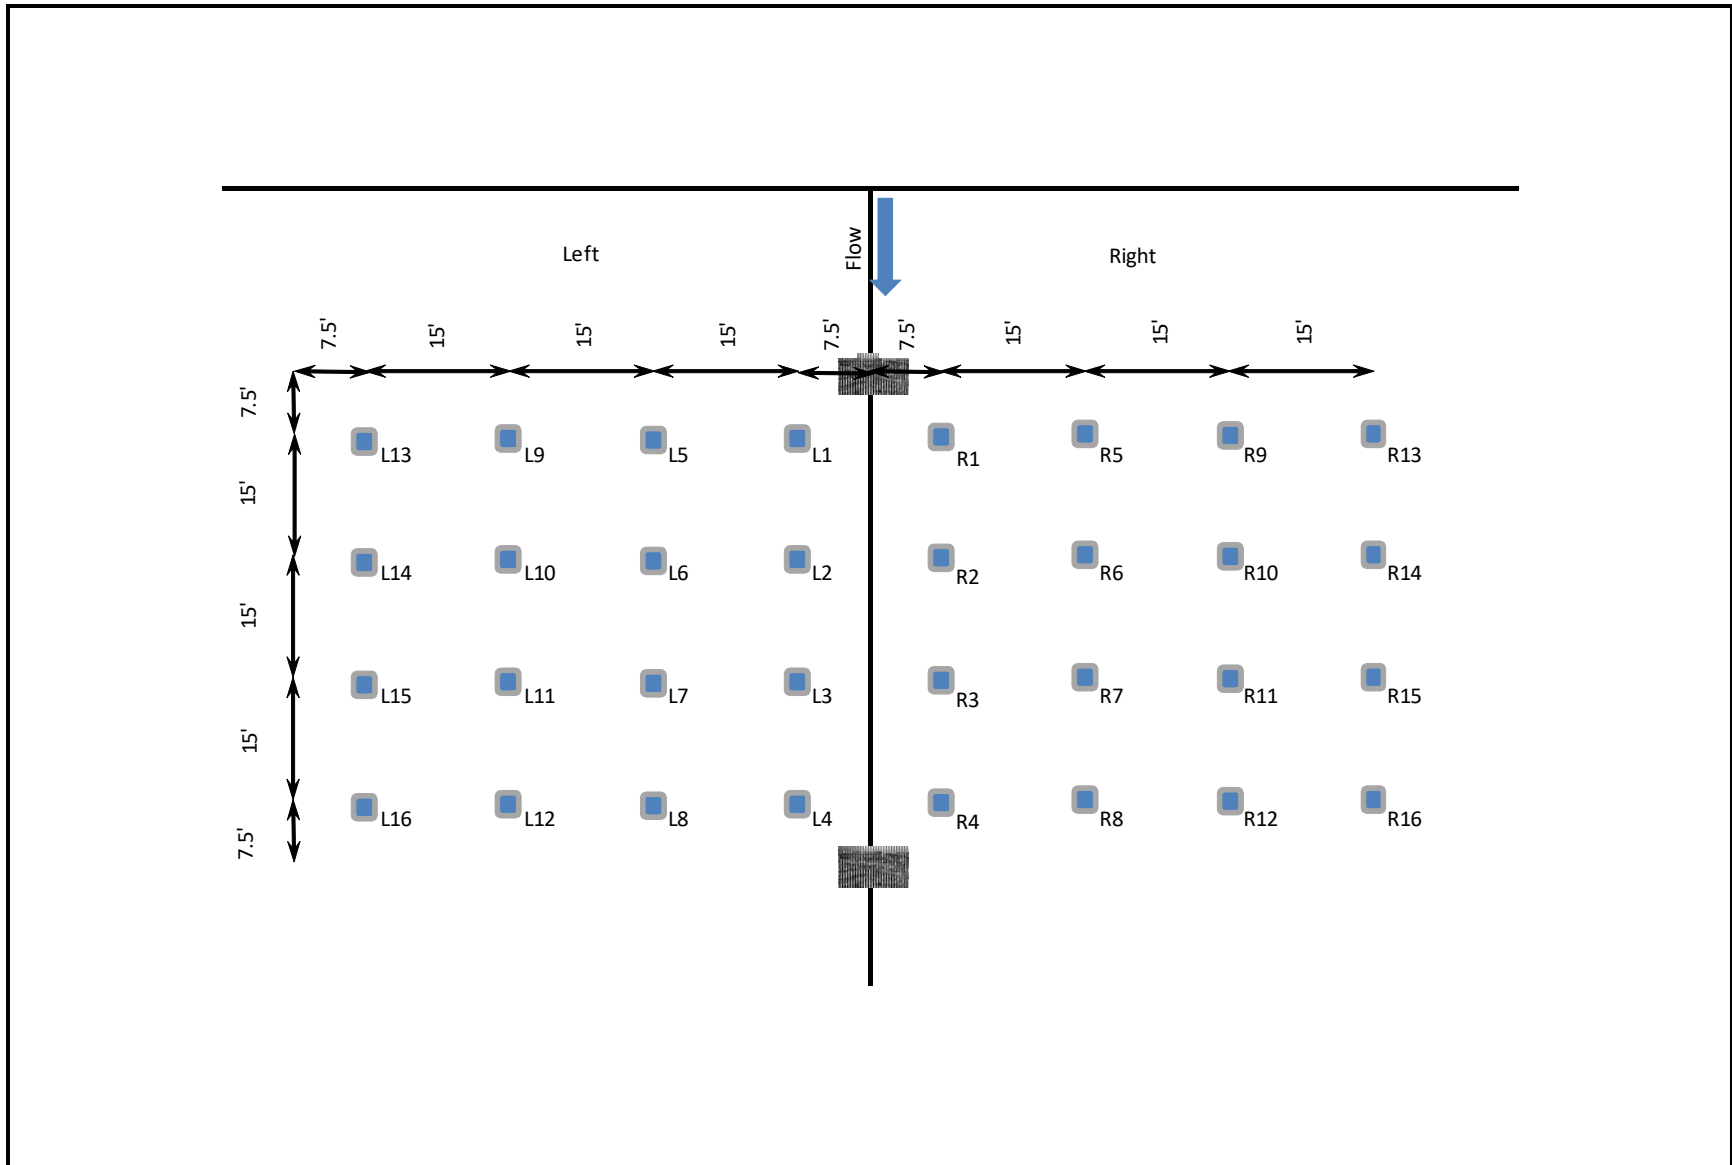 Left
Flow
Right
7.5'
15'
15'
15'
7.5'
7.5'
15'
15'
15'
7.5'
L13
L9
L5
L1
R1
R5
R9
R13
15'
L14
L10
L6
L2
R2
R6
R10
R14
15'
L15
L11
L7
L3
R3
R7
R11
R15
15'
L16
L12
L8
L4
R4
R8
R12
R16
7.5'